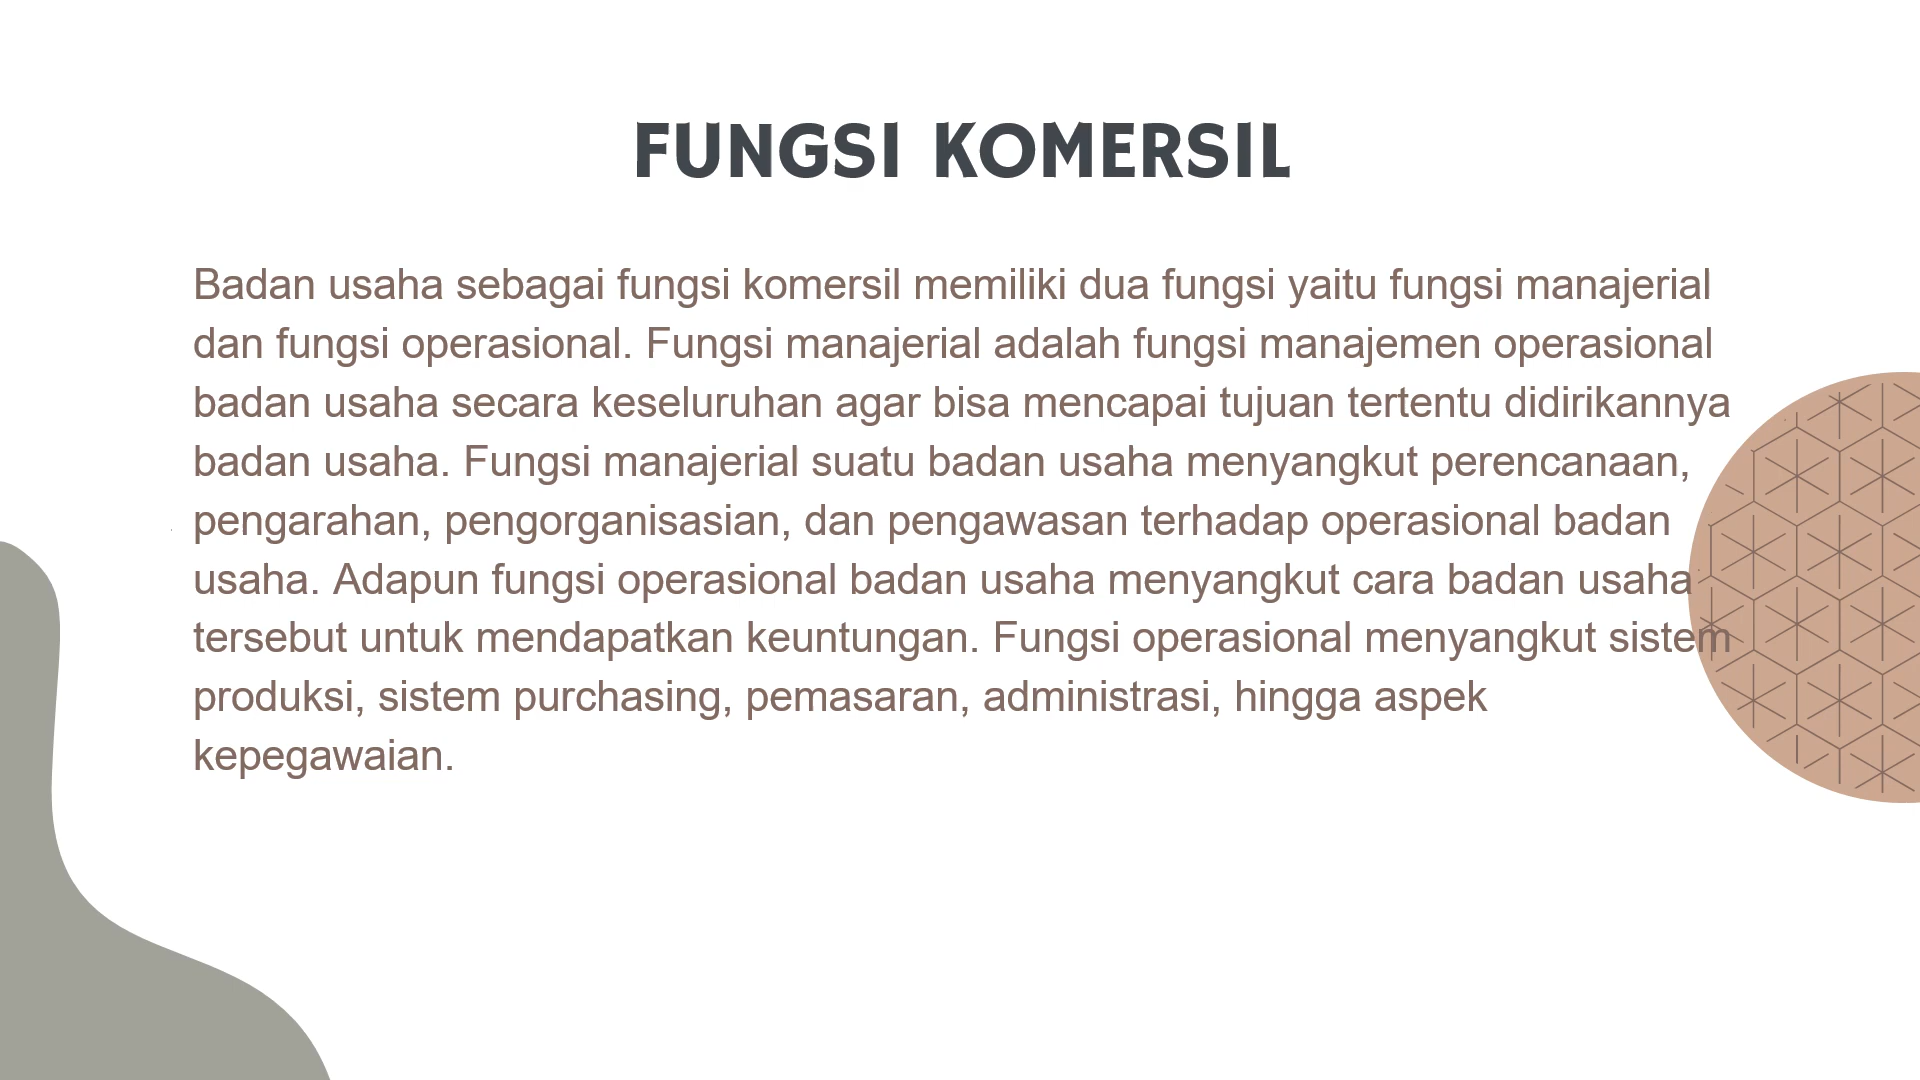 FUNGSI KOMERSIL
Badan usaha sebagai fungsi komersil memiliki dua fungsi yaitu fungsi manajerial
dan fungsi operasional. Fungsi manajerial adalah fungsi manajemen operasional
badan usaha secara keseluruhan agar bisa mencapai tujuan tertentu didirikannya
badan usaha. Fungsi manajerial suatu badan usaha menyangkut perencanaan,
pengarahan, pengorganisasian, dan pengawasan terhadap operasional badan
usaha. Adapun fungsi operasional badan usaha menyangkut cara badan usaha
tersebut untuk mendapatkan keuntungan. Fungsi operasional menyangkut sistem
produksi, sistem purchasing, pemasaran, administrasi, hingga aspek
kepegawaian.